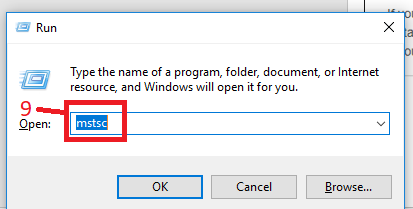 Run
Type the name of a program, folder, document, or Internet
resource, and Windows will open it for you.
9
Open: mstsc
OK Cancel Browse...